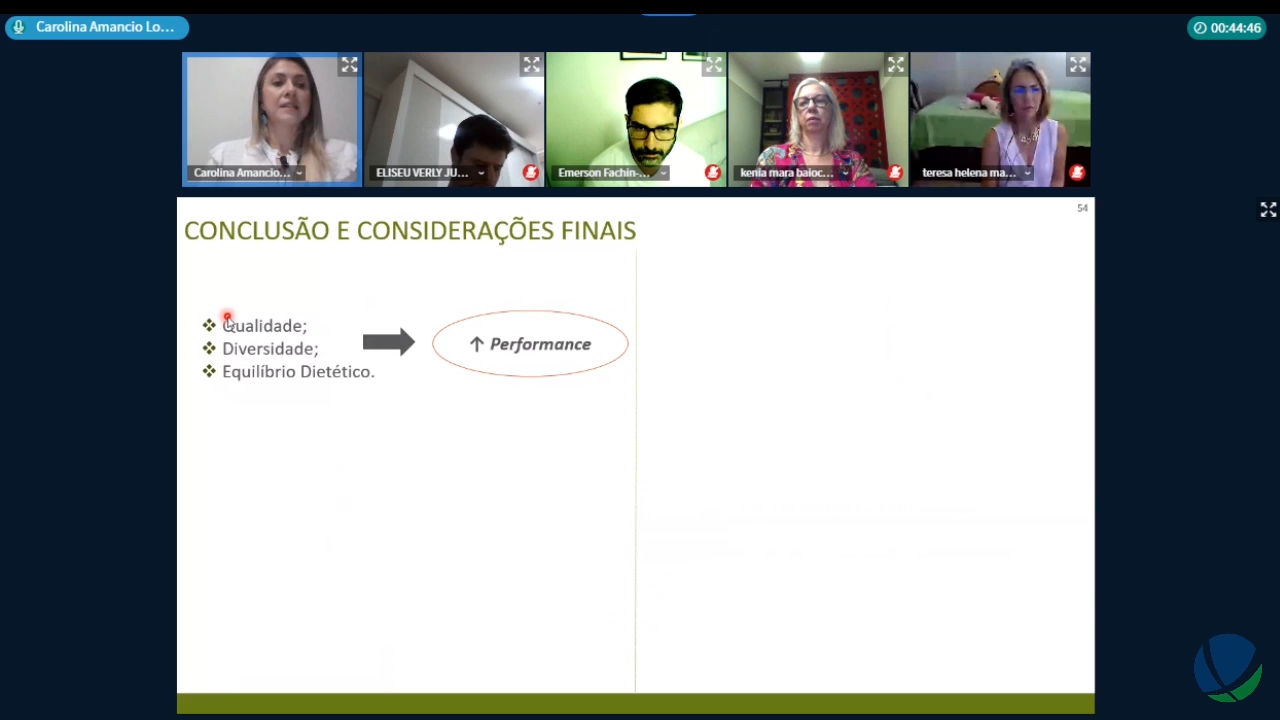 Carolina Amancio Lo...
00:44:46
Carolina Amancio...
ELISEU VERLY JU...
Emerson Fachin-...
kenia mara baioc...
teresa helena ma...
54
CONCLUSÃO E CONSIDERAÇÕES FINAIS
❖ Qualidade;
❖ Diversidade;
❖ Equilíbrio Dietético.
↑ Performance